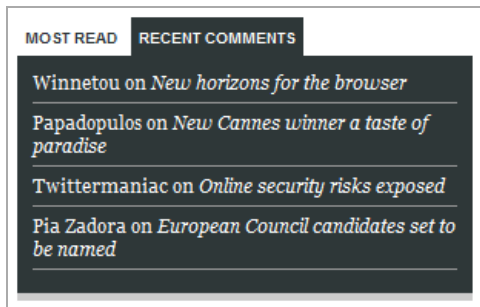 MOST READ RECENT COMMENTS
Winnetou on New horizons for the browser
Papadopulos on New Cannes winner a taste of
paradise
Twittermaniac on Online security risks exposed
Pia Zadora on European Council candidates set to
be named